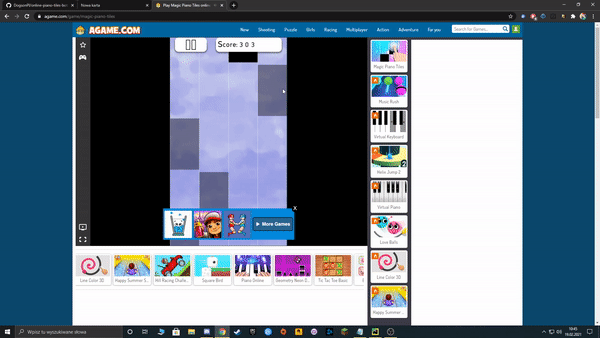 Nowa karta
Play Magic Piano Tiles online
agame.com/game/magic-piano-tiles
AGAME.COM
New
Shooting
Puzzle
Girls
Racing
Multiplayer
Action
Adventure
For you
Search for Games...
Score: 3 0 3
x
More Games
Magic Piano Tiles
Music Rush
Virtual Keyboard
Helix Jump 2
Virtual Piano
Love Balls
Line Color 3D
Happy Summer ...
Line Color 3D
Happy Summer S...
Hill Racing Challe...
Square Bird
Piano Online
Geometry Neon D...
Tic Tac Toe Basic
Wpisz tu wyszukiwane słowa
10:45
19.02.2021